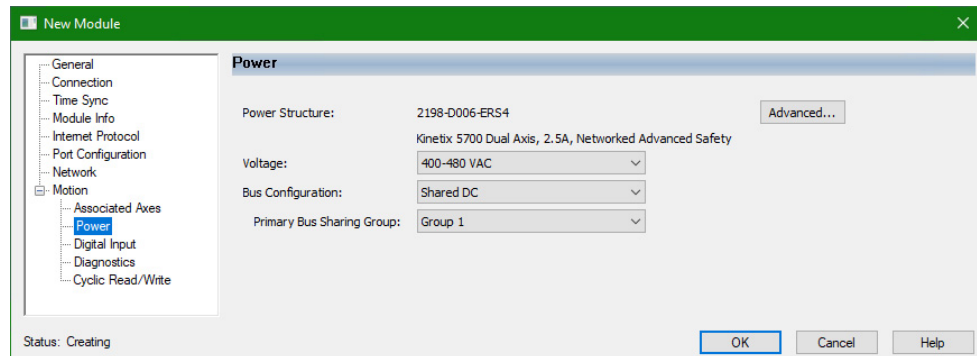 New Module
General
Connection
Time Sync
Module Info
Internet Protocol
Port Configuration
Network
Motion
Associated Axes
Power
Digital Input
Diagnostics
Cyclic Read/Write
Power
Power Structure: 2198-D006-ERS4 Advanced...
Kinetix 5700 Dual Axis, 2.5A, Networked Advanced Safety
Voltage: 400-480 VAC
Bus Configuration: Shared DC
Primary Bus Sharing Group: Group 1
Status: Creating OK Cancel Help